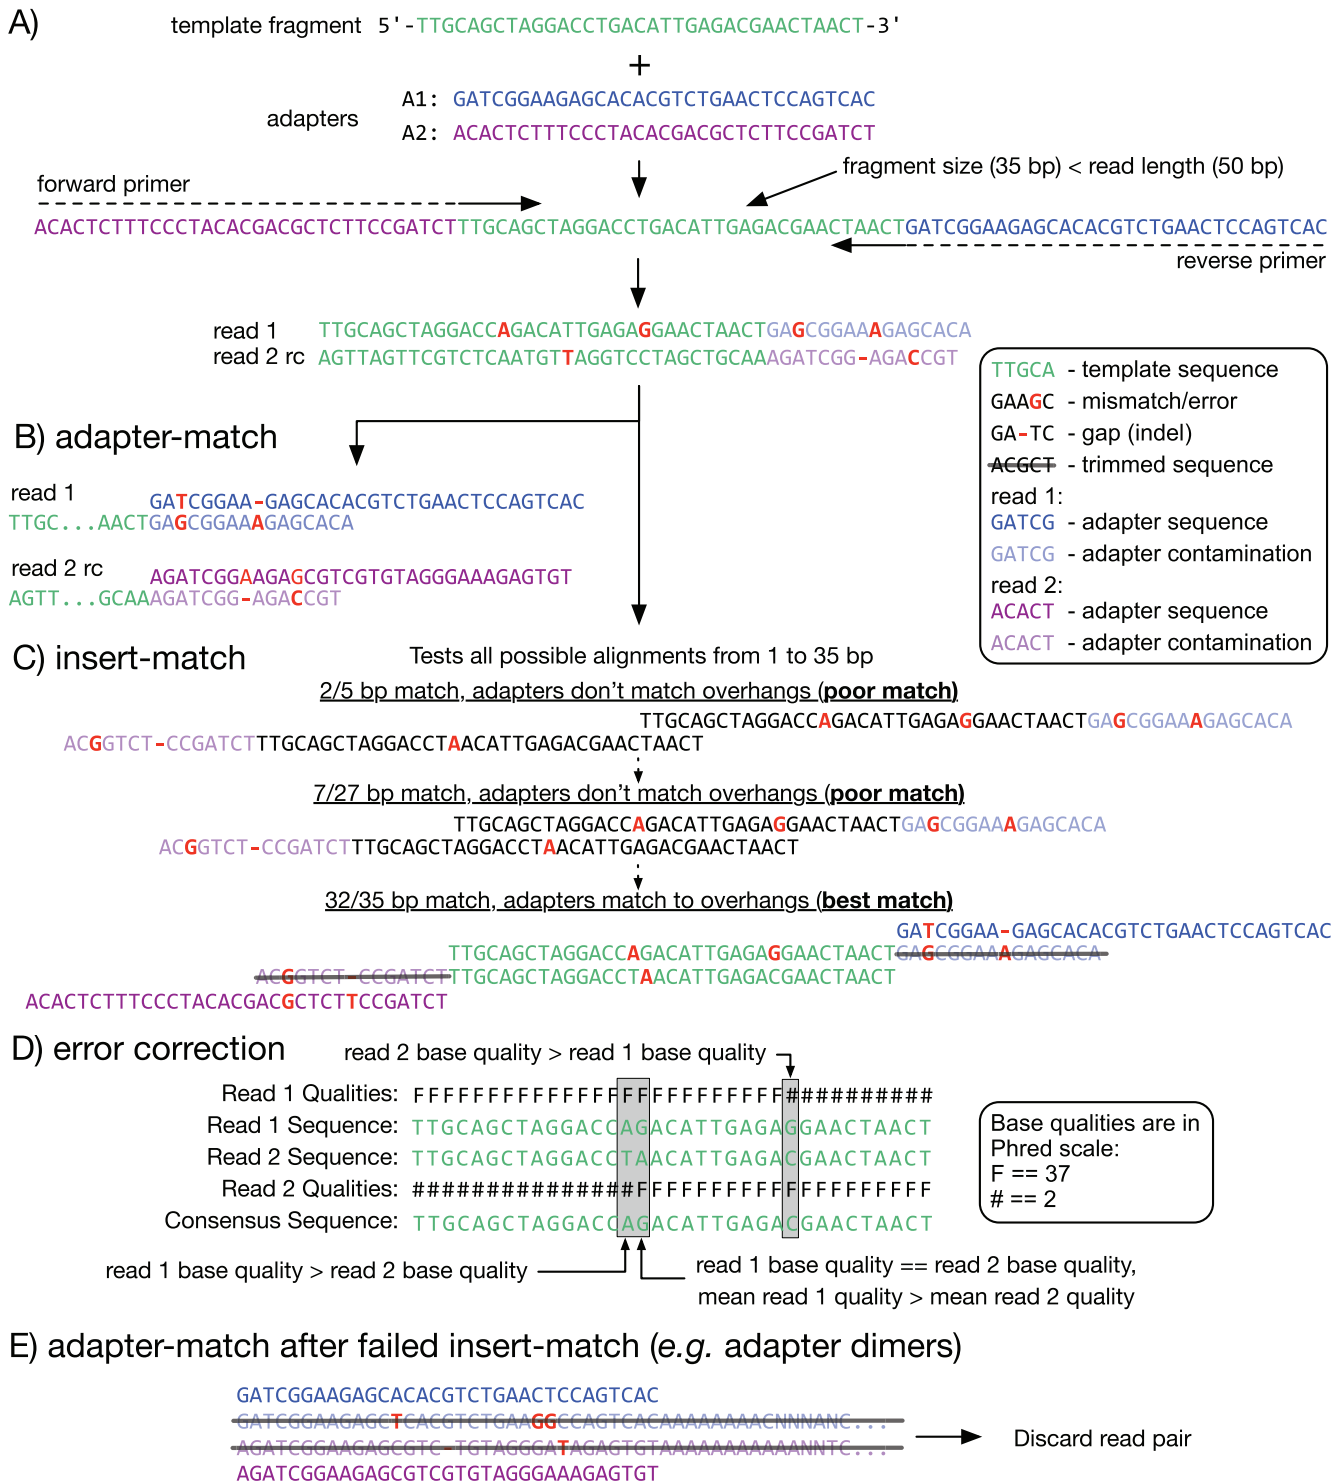 A)
template fragment 5'-TTGCAGCTAGGACCTGACATTGAGACGAACTAACT-3'
+
adapters
A1: GATCGGAAGAGCACACGTCTGAACTCCAGTCAC
A2: ACACTCTTTCCCTACACGACGCTCTTCCGATCT
fragment size (35 bp) < read length (50 bp)
forward primer
ACACTCTTTCCCTACACGACGCTCTTCCGATCTTTGCAGCTAGGACCTGACATTGAGACGAACTAACTGATCGGAAGAGCACACGTCTGAACTCCAGTCAC
reverse primer
read 1 TTGCAGCTAGGACCAGACATTGAGAGGAACTAACTGAGCGGAAAGAGCACA
read 2 rc AGTTAGTTCGTCTCAATGTTAGGTCCTAGCTGCAAAGATCGG-AGACCGT
TTGCA - template sequence
GAAGC - mismatch/error
GA-TC - gap (indel)
ACGCT - trimmed sequence
read 1:
GATCG - adapter sequence
GATCG - adapter contamination
read 2:
ACACT - adapter sequence
ACACT - adapter contamination
B) adapter-match
read 1
GATCGGAA-GAGCACACGTCTGAACTCCAGTCAC
TTGC...AACTGAGCGGAAAGAGCACA
read 2 rc
AGATCGGAAGAGCGTCGTGTAGGGAAAGAGTGT
AGTT...GCAAAGATCGG-AGACCGT
C) insert-match
Tests all possible alignments from 1 to 35 bp
2/5 bp match, adapters don't match overhangs (poor match)
TTGCAGCTAGGACCAGACATTGAGAGGAACTAACTGAGCGGAAAGAGCACA
ACGGTCT-CCGATCTTTGCAGCTAGGACCTAACATTGAGACGAACTAACT
7/27 bp match, adapters don't match overhangs (poor match)
TTGCAGCTAGGACCAGACATTGAGAGGAACTAACTGAGCGGAAAGAGCACA
ACGGTCT-CCGATCTTTGCAGCTAGGACCTAACATTGAGACGAACTAACT
32/35 bp match, adapters match to overhangs (best match)
GATCGGAA-GAGCACACGTCTGAACTCCAGTCAC
TTGCAGCTAGGACCAGACATTGAGAGGAACTAACTGAGCGGAAAGAGCACA
ACGGTCT-CCGATCTTTGCAGCTAGGACCTAACATTGAGACGAACTAACT
ACACTCTTTCCCTACACGACGCTCTTCCGATCT
D) error correction
read 2 base quality > read 1 base quality
Read 1 Qualities: FFFFFFFFFFFFFFFFFFFFFFFFF##########
Read 1 Sequence: TTGCAGCTAGGACCAGACATTGAGAGGAACTAACT
Read 2 Sequence: TTGCAGCTAGGACCTAACATTGAGACGAACTAACT
Read 2 Qualities: ###############FFFFFFFFFFFFFFFFFFFF
Consensus Sequence: TTGCAGCTAGGACCAGACATTGAGACGAACTAACT
Base qualities are in
Phred scale:
F == 37
# == 2
read 1 base quality > read 2 base quality
read 1 base quality == read 2 base quality,
mean read 1 quality > mean read 2 quality
E) adapter-match after failed insert-match (e.g. adapter dimers)
GATCGGAAGAGCACACGTCTGAACTCCAGTCAC
GATCGGAAGAGCTCACGTCTGAAGGCCAGTCACAAAAAAAACNNNANC...
AGATCGGAAGAGCGTC-TGTAGGGATAGAGTGTAAAAAAAAAAANNTC...
AGATCGGAAGAGCGTCGTGTAGGGAAAGAGTGT
Discard read pair